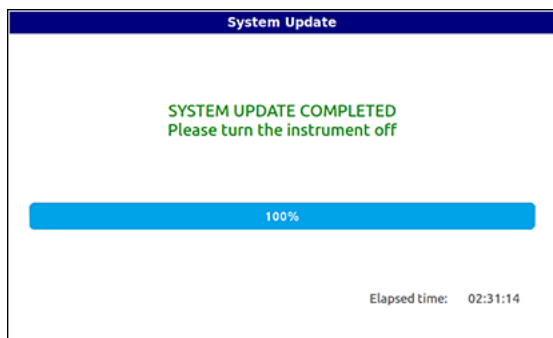 System Update
SYSTEM UPDATE COMPLETED
Please turn the instrument off
100%
Elapsed time: 02:31:14